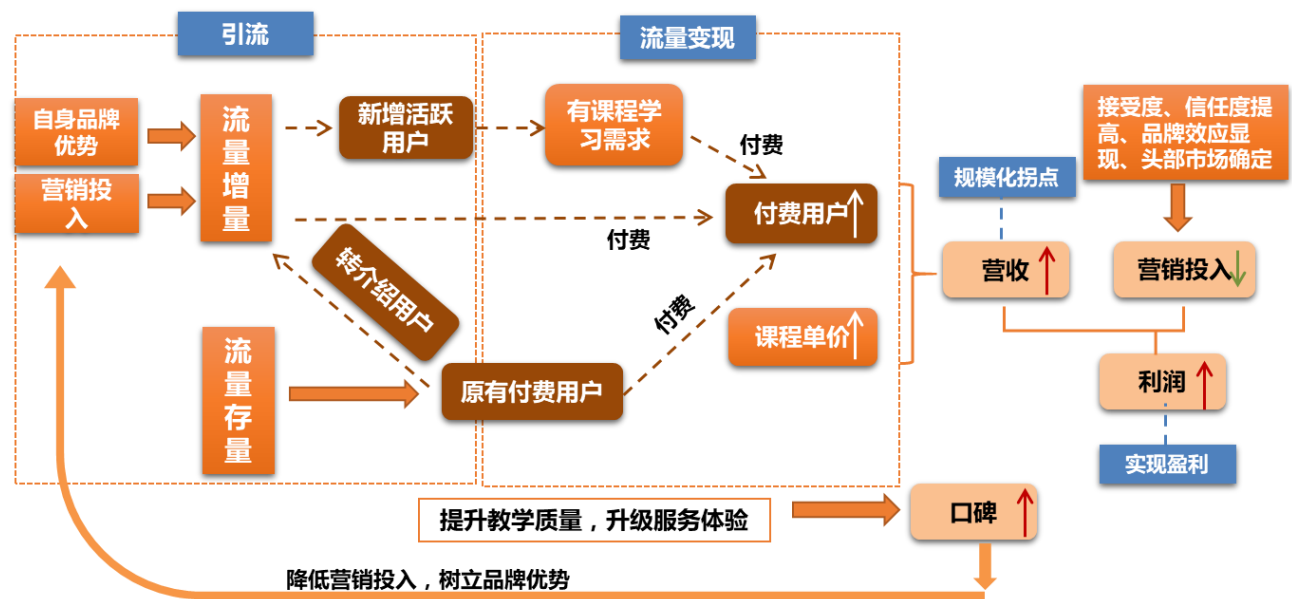 引流
流量变现
自身品牌
优势
营销投
入
流
量
增
量
新增活跃
用户
有课程学
习需求
付费
付费用户
付费
转介绍用户
付费
课程单价
流
量
存
量
原有付费用户
接受度、信任度提
高、品牌效应显
现、头部市场确定
规模化拐点
营收
营销投入
利润
实现盈利
提升教学质量，升级服务体验
口碑
降低营销投入，树立品牌优势